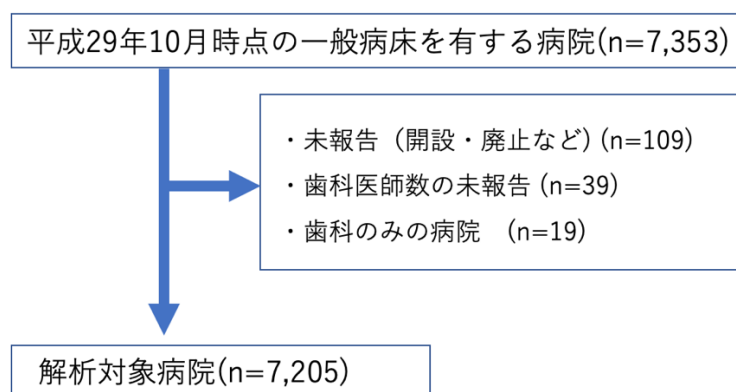 平成29年10月時点の一般病床を有する病院(n=7,353)
・未報告（開設・廃止など) (n=109)
・歯科医師数の未報告 (n=39)
・歯科のみの病院　(n=19)
解析対象病院(n=7,205)